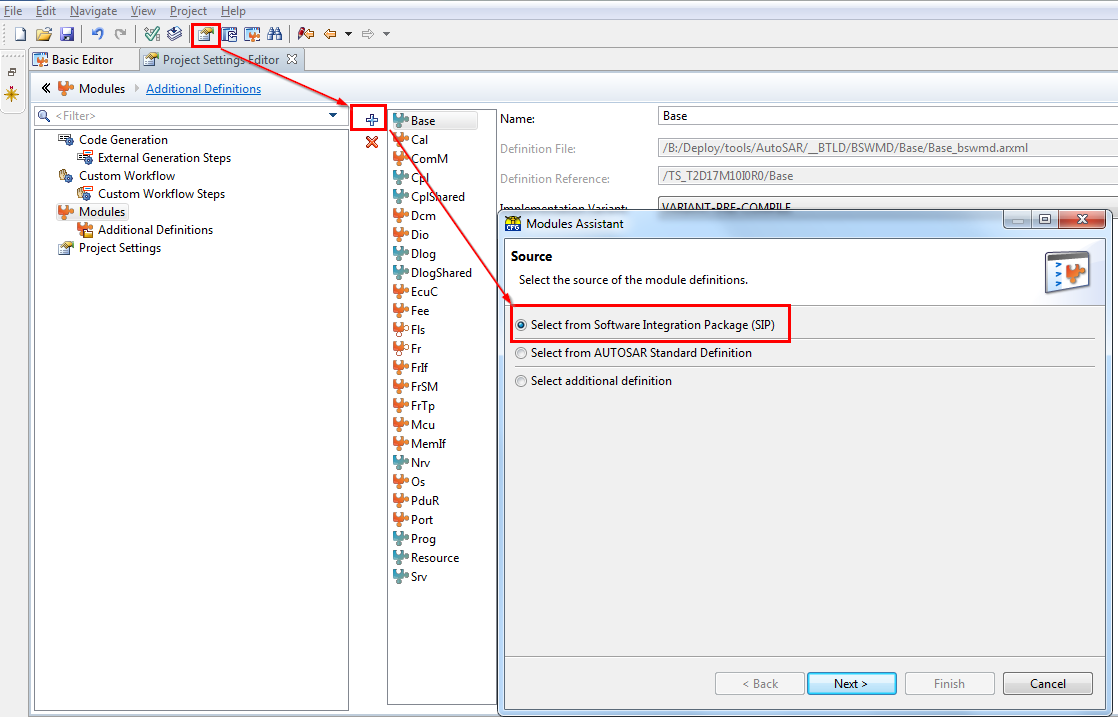 File Edit Navigate View Project Help
Basic Editor Project Settings Editor
Modules Additional Definitions
<Filter>
Code Generation
External Generation Steps
Custom Workflow
Custom Workflow Steps
Modules
Additional Definitions
Project Settings
Base
Cal
ComM
Cpl
CplShared
Dcm
Dio
Dlog
DlogShared
EcuC
Fee
Fls
Fr
FrIf
FrSM
FrTp
Mcu
MemIf
Nrv
Os
PduR
Port
Prog
Resource
Srv
Name: Base
Definition File: /B:/Deploy/tools/AutoSAR/__BTLD/BSWMD/Base/Base_bswmd.arxml
Definition Reference: /TS_T2D17M10I0R0/Base
Implementation Variant: VARIANT-PRE-COMPILE
CFG Modules Assistant
Source
Select the source of the module definitions.
Select from Software Integration Package (SIP)
Select from AUTOSAR Standard Definition
Select additional definition
< Back Next > Finish Cancel